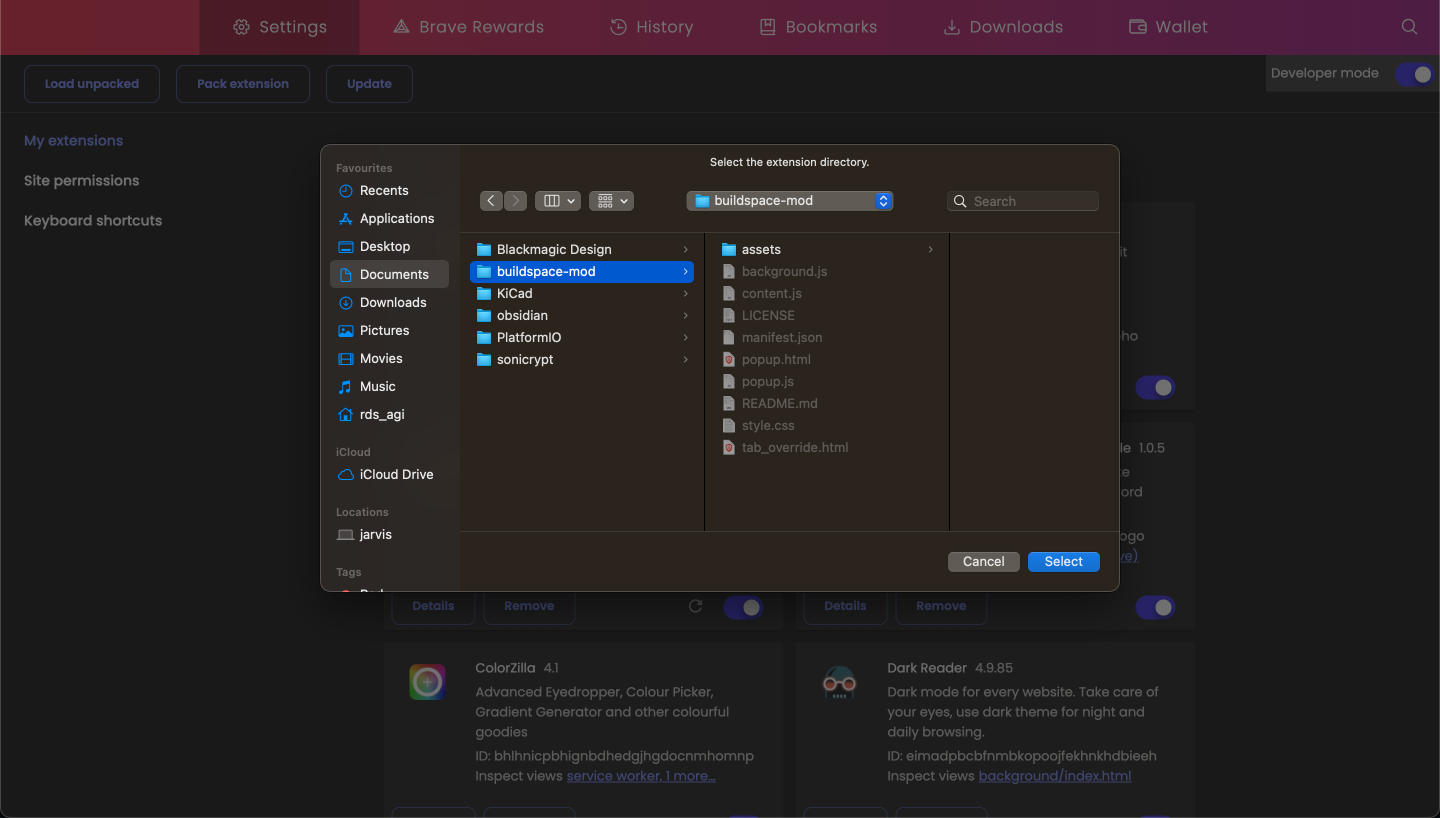 Settings
Brave Rewards
History
Bookmarks
Downloads
Wallet
Load unpacked
Pack extension
Update
Developer mode
My extensions
Site permissions
Keyboard shortcuts
Select the extension directory.
Favourites
Recents
Applications
Desktop
Documents
Downloads
Pictures
Movies
Music
rds_agi
iCloud
iCloud Drive
Locations
jarvis
Tags
buildspace-mod
Search
Blackmagic Design
buildspace-mod
KiCad
obsidian
PlatformIO
sonicrypt
assets
background.js
content.js
LICENSE
manifest.json
popup.html
popup.js
README.md
style.css
tab_override.html
Cancel
Select
1.0.5
Details
Remove
Details
Remove
ColorZilla 4.1
Advanced Eyedropper, Colour Picker,
Gradient Generator and other colourful
goodies
ID: bhlhnicpbhignbdhedgjhgdocnmhomnp
Inspect views service worker, 1 more...
Dark Reader 4.9.85
Dark mode for every website. Take care of
your eyes, use dark theme for night and
daily browsing.
ID: eimadpbcbfnmbkopoojfekhnkhdbieeh
Inspect views background/index.html